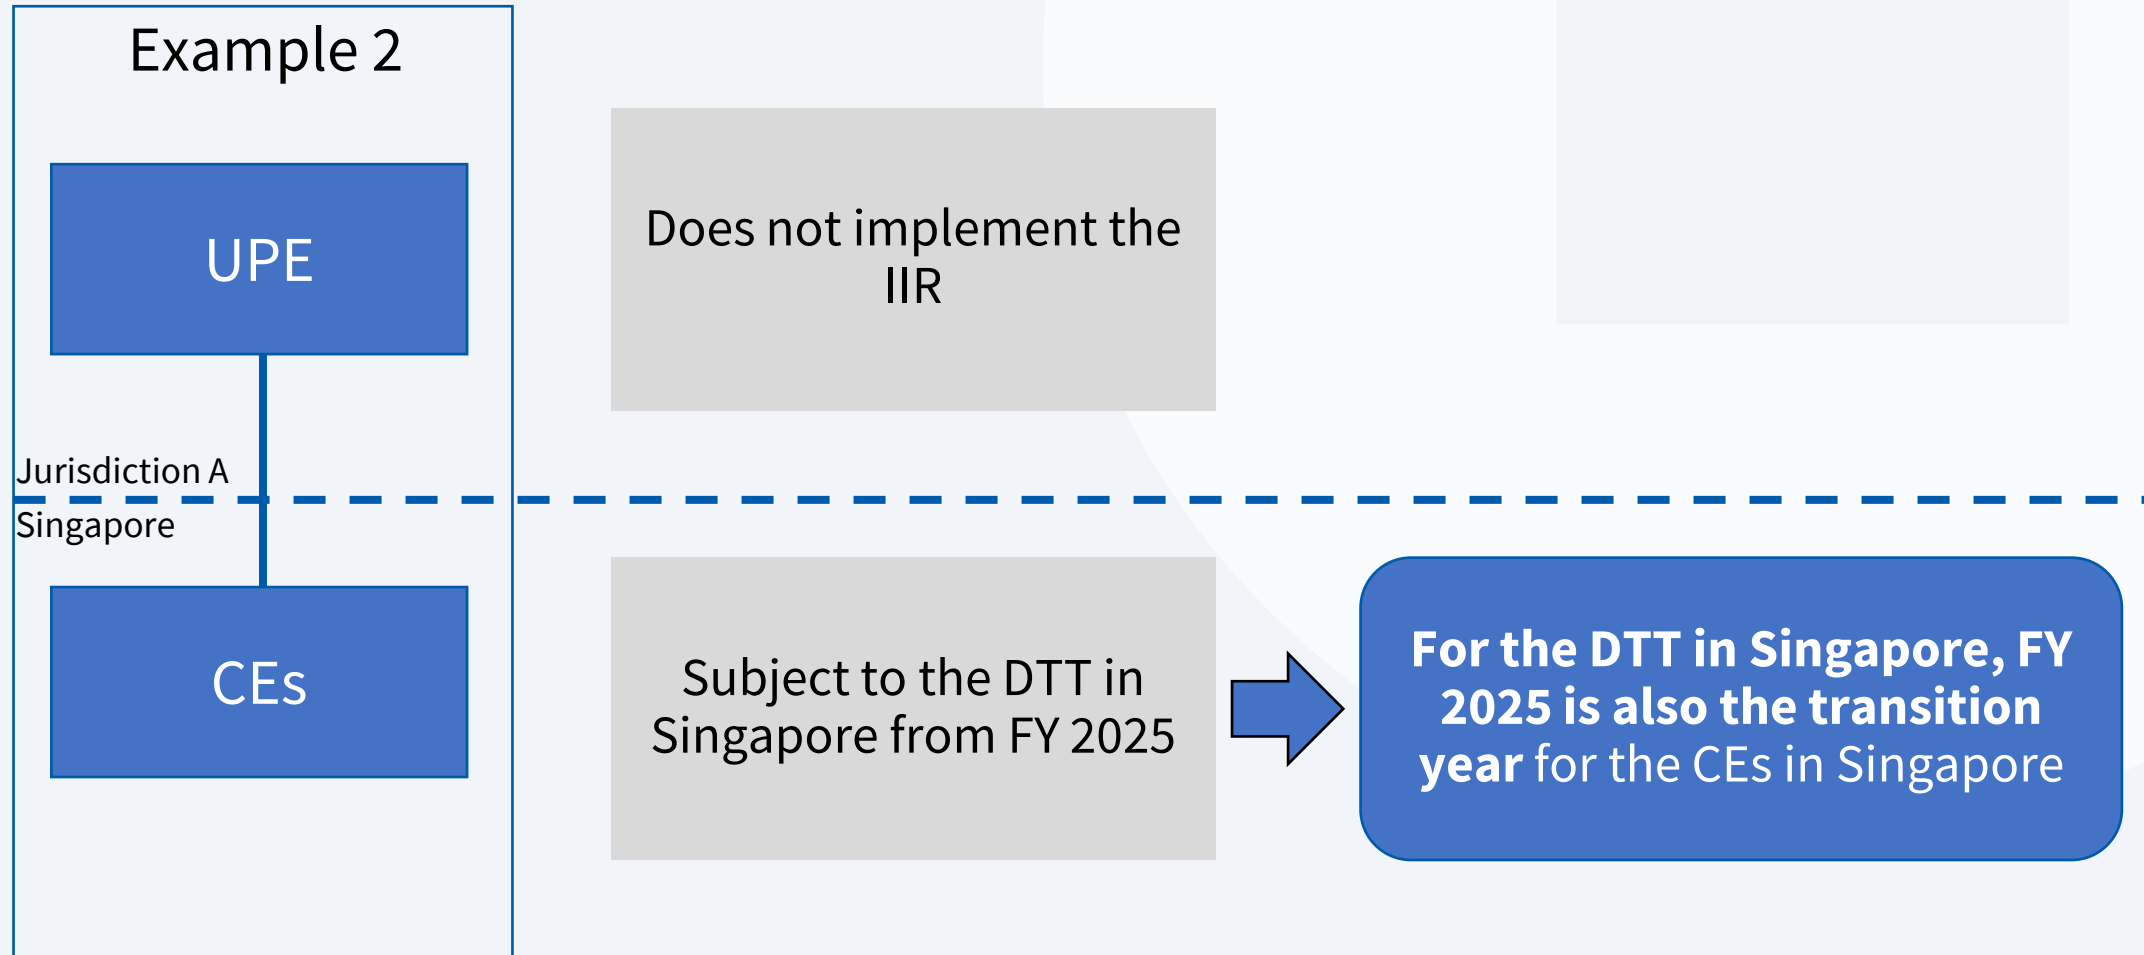 Example 2
UPE
Does not implement the
IIR
Jurisdiction A
Singapore
CEs
Subject to the DTT in
Singapore from FY 2025
For the DTT in Singapore, FY
2025 is also the transition
year for the CEs in Singapore